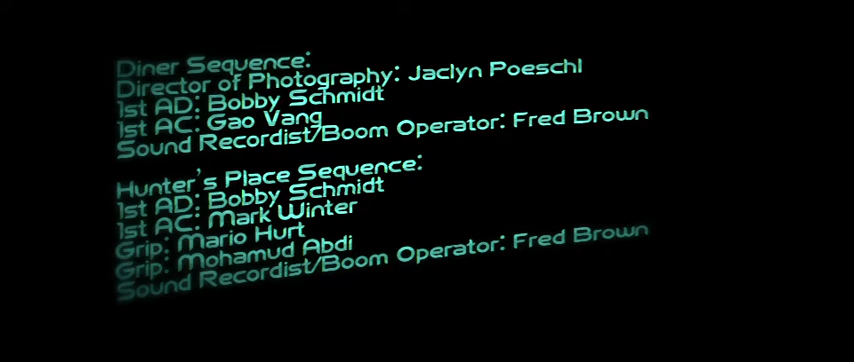 Diner Sequence:
Director of Photography: Jaclyn Poeschl
1st AD: Bobby Schmidt
1st AC: Gao Vang
Sound Recordist/Boom Operator: Fred Brown
Hunter's Place Sequence:
1st AD: Bobby Schmidt
1st AC: Mark Winter
Grip: Mario Hurt
Grip: Mohamud Abdi
Sound Recordist/Boom Operator: Fred Brown